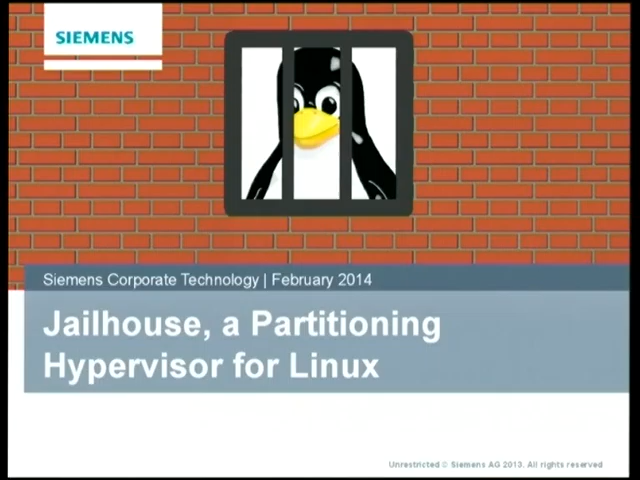 SIEMENS
Siemens Corporate Technology | February 2014
Jailhouse, a Partitioning
Hypervisor for Linux
Unrestricted © Siemens AG 2013. All rights reserved